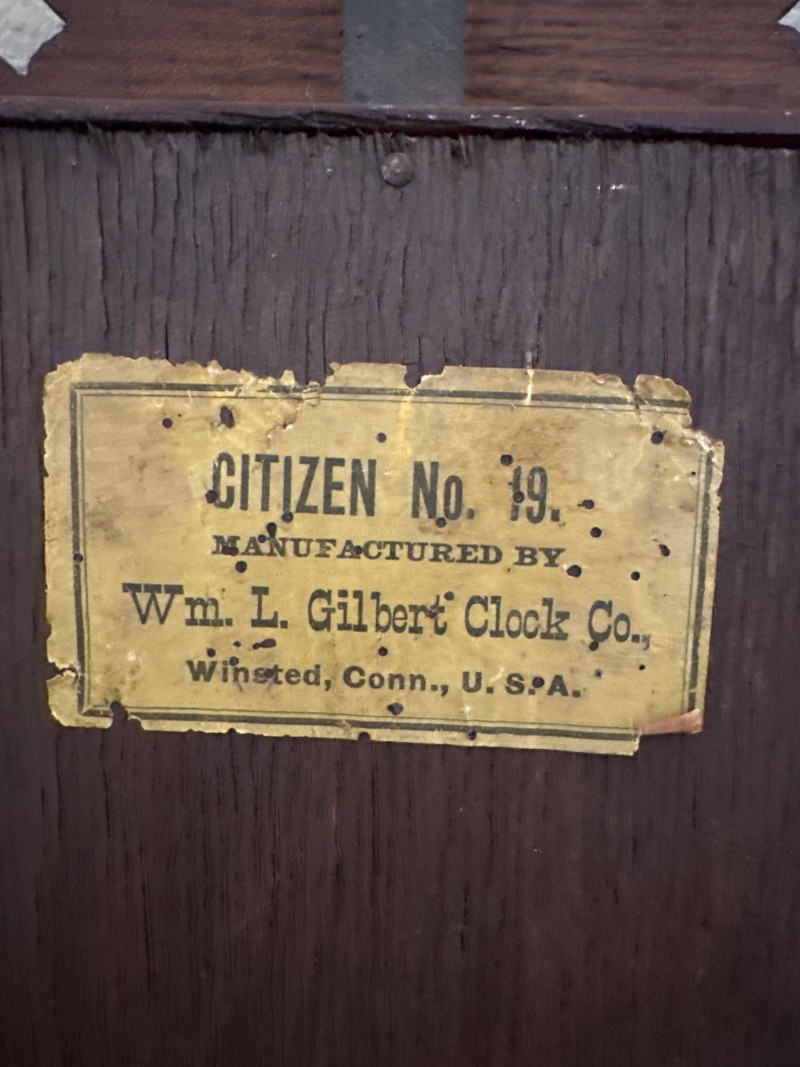 CITIZEN No. 19.
MANUFACTURED BY
Wm. L. Gilbert Clock Co.,
Winsted, Conn., U. S. A.